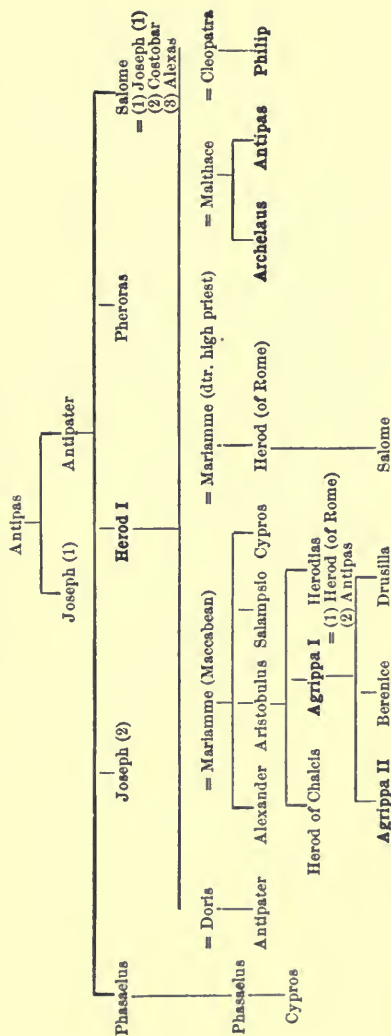 Antipas
Joseph (1) Antipater
Phasaelus Joseph (2) Herod I Pheroras Salome
= (1) Joseph (1)
(2) Costobar
(3) Alexas
= Doris = Mariamme (Maccabean) = Mariamme (dtr. high priest) = Malthace = Cleopatra
Phasaelus Antipater Alexander Aristobulus Salampsio Cypros Herod (of Rome) Archelaus Antipas Philip
Cypros Herod of Chalcis Agrippa I Herodias
= (1) Herod (of Rome)
(2) Antipas
Agrippa II Berenice Drusilla Salome